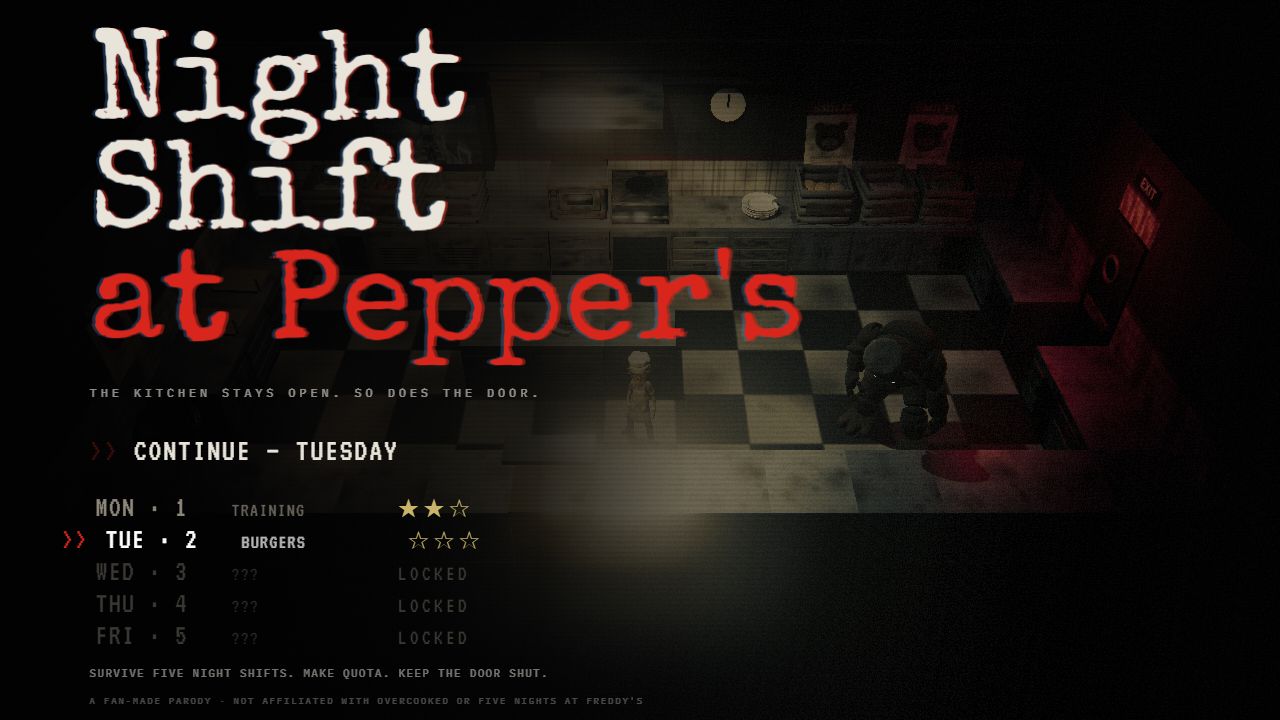 Night
Shift
at Pepper's
THE KITCHEN STAYS OPEN. SO DOES THE DOOR.
>> CONTINUE – TUESDAY
MON · 1 TRAINING ★★☆
>> TUE · 2 BURGERS ☆☆☆
WED · 3 ??? LOCKED
THU · 4 ??? LOCKED
FRI · 5 ??? LOCKED
SURVIVE FIVE NIGHT SHIFTS. MAKE QUOTA. KEEP THE DOOR SHUT.
A FAN-MADE PARODY - NOT AFFILIATED WITH OVERCOOKED OR FIVE NIGHTS AT FREDDY'S
EXIT